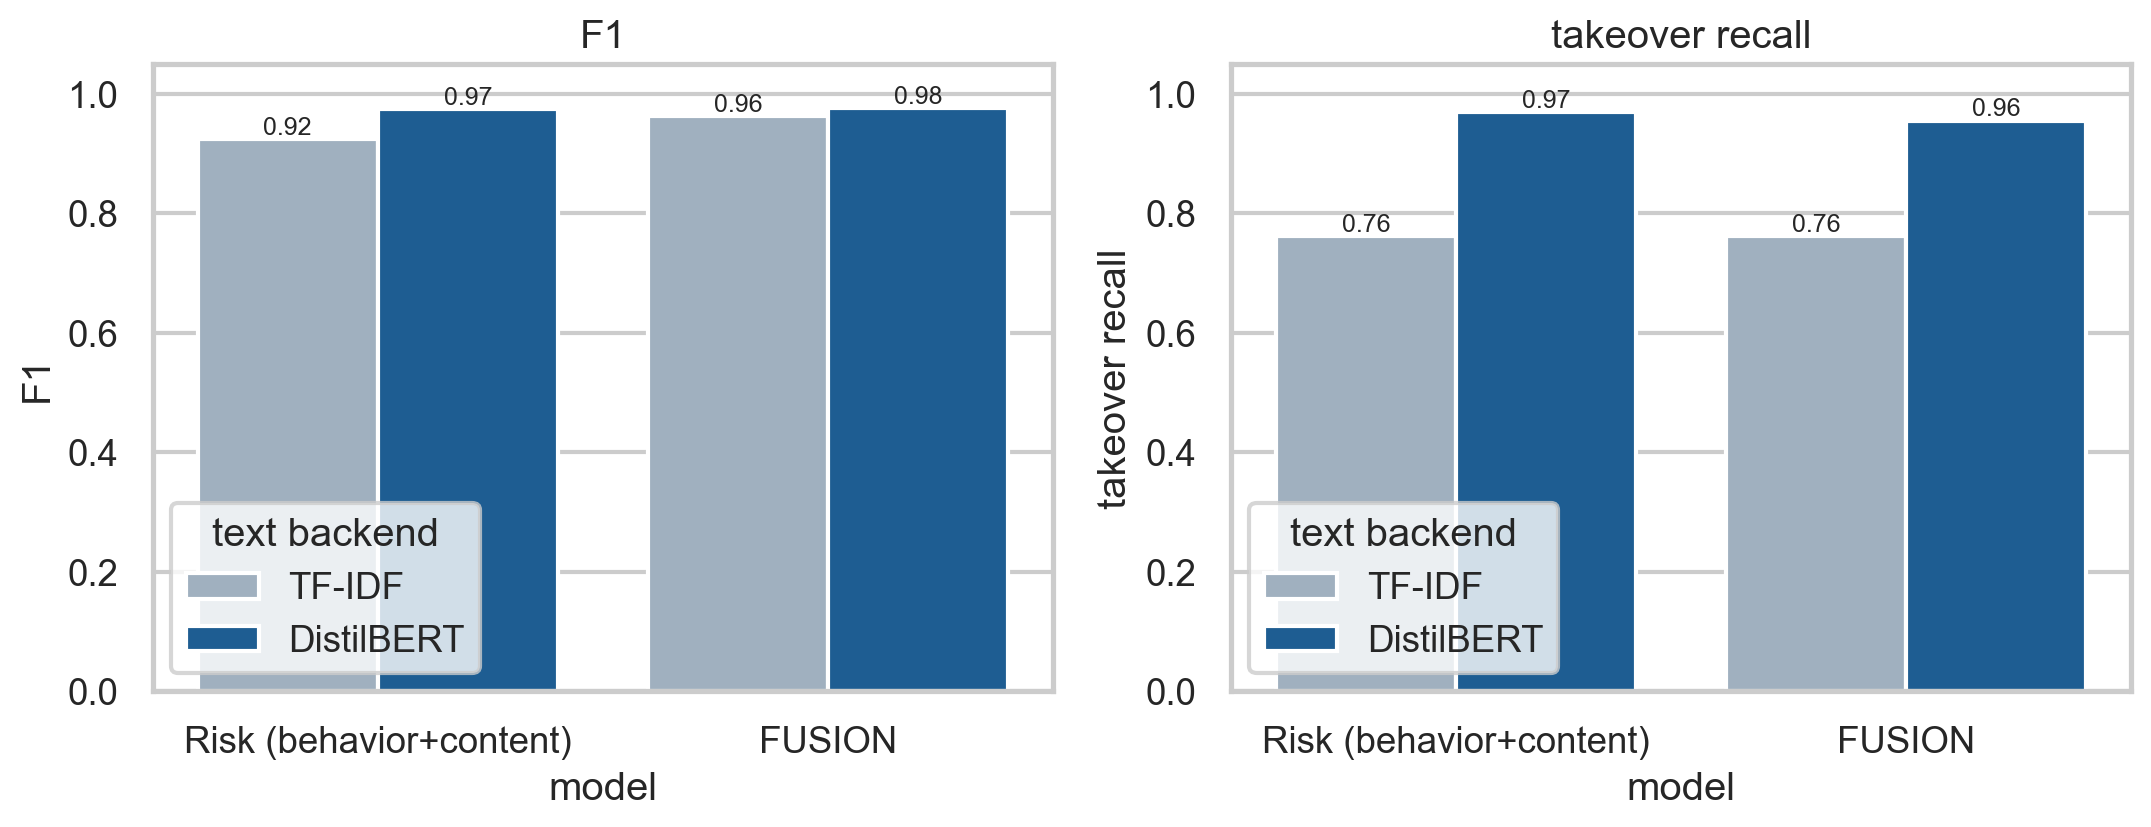 F1
1.0
0.8
0.6
0.4
0.2
0.0
F1
0.92
0.97
0.96
0.98
text backend
TF-IDF
DistilBERT
Risk (behavior+content)
FUSION
model
takeover recall
1.0
0.8
0.6
0.4
0.2
0.0
takeover recall
0.76
0.97
0.76
0.96
text backend
TF-IDF
DistilBERT
Risk (behavior+content)
FUSION
model